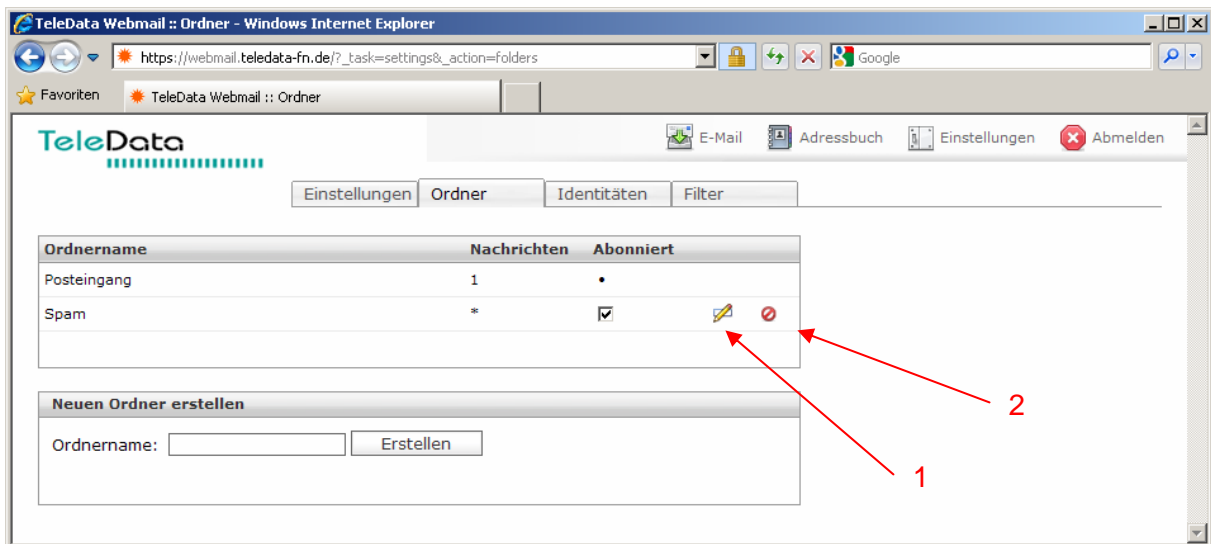 TeleData Webmail :: Ordner - Windows Internet Explorer
https://webmail.teledata-fn.de/?_task=settings&_action=folders
Google
Favoriten
TeleData Webmail :: Ordner
TeleData
E-Mail
Adressbuch
Einstellungen
Abmelden
Einstellungen
Ordner
Identitäten
Filter
Ordnername Nachrichten Abonniert
Posteingang 1 •
Spam *
2
Neuen Ordner erstellen
Ordnername: Erstellen
1